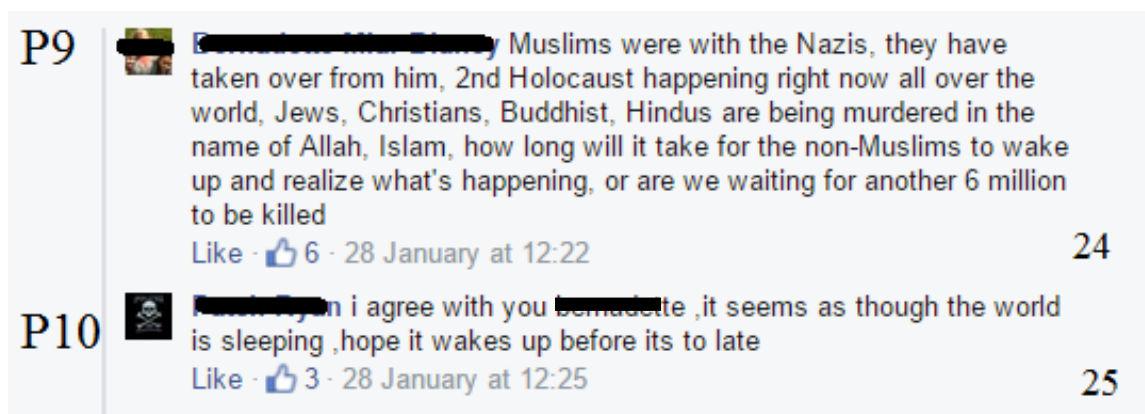 P9
Muslims were with the Nazis, they have
taken over from him, 2nd Holocaust happening right now all over the
world, Jews, Christians, Buddhist, Hindus are being murdered in the
name of Allah, Islam, how long will it take for the non-Muslims to wake
up and realize what's happening, or are we waiting for another 6 million
to be killed
Like · 6 · 28 January at 12:22
24
P10
i agree with you ,it seems as though the world
is sleeping ,hope it wakes up before its to late
Like · 3 · 28 January at 12:25
25